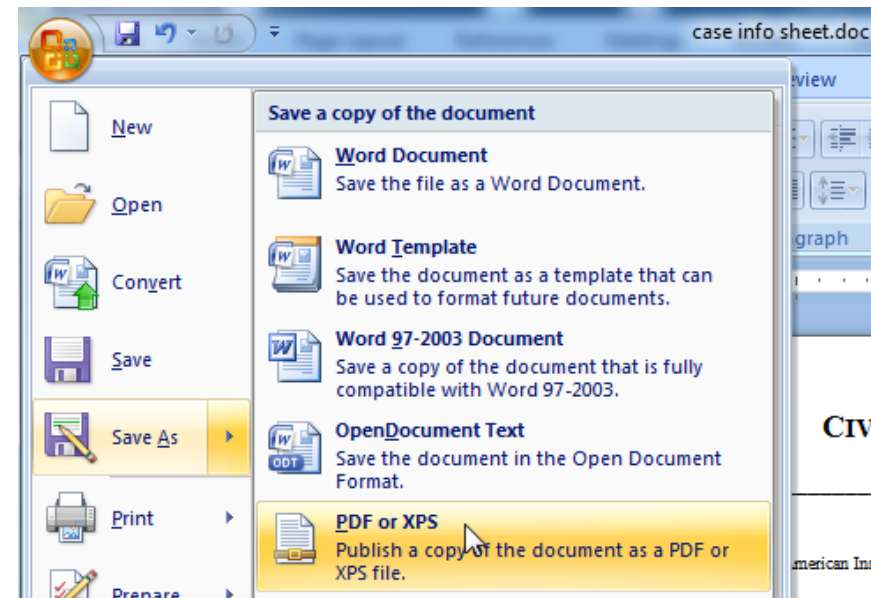 case info sheet.doc
view
New
Open
Convert
Save
Save As
Print
Prepare
Save a copy of the document
Word Document
Save the file as a Word Document.
Word Template
Save the document as a template that can
be used to format future documents.
Word 97-2003 Document
Save a copy of the document that is fully
compatible with Word 97-2003.
OpenDocument Text
Save the document in the Open Document
Format.
ODT
PDF or XPS
Publish a copy of the document as a PDF or
XPS file.
graph
CIV
merican Ins